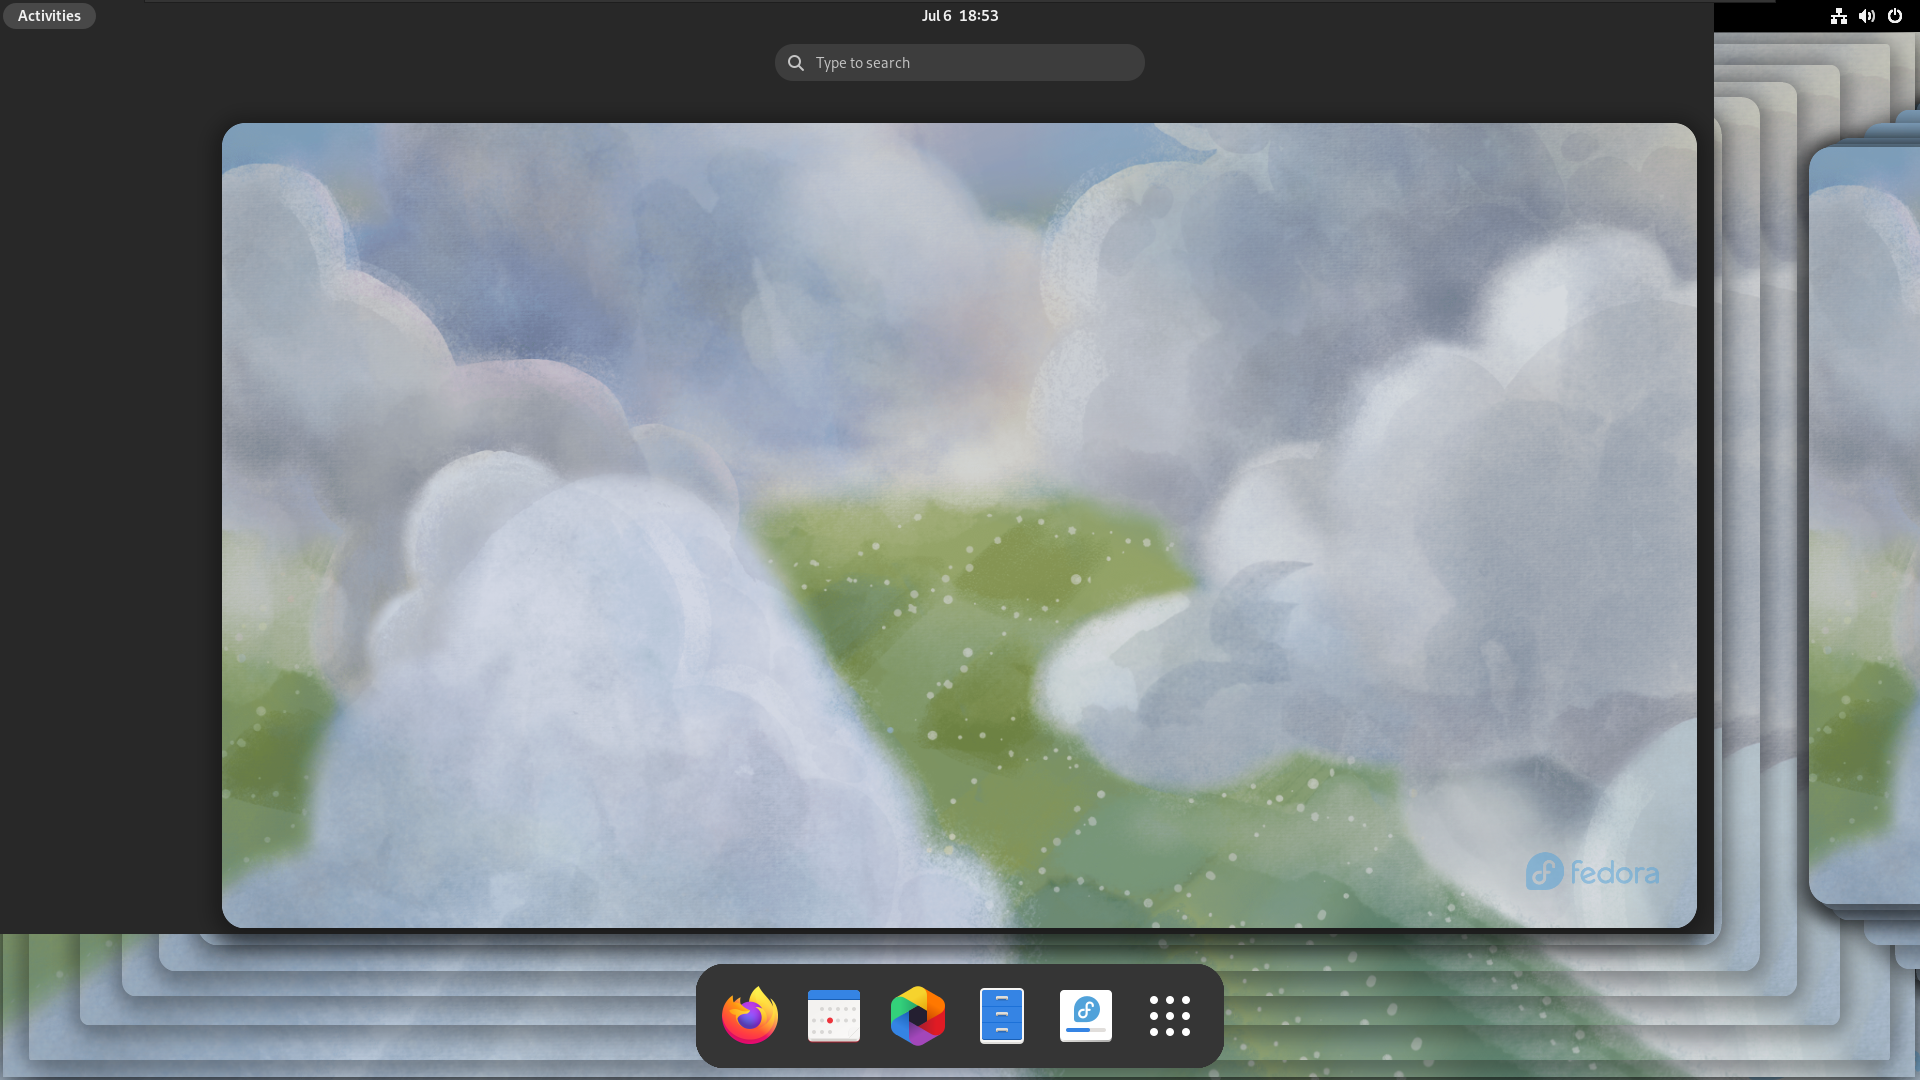 Activities
Jul 6 18:53
Type to search
fedora